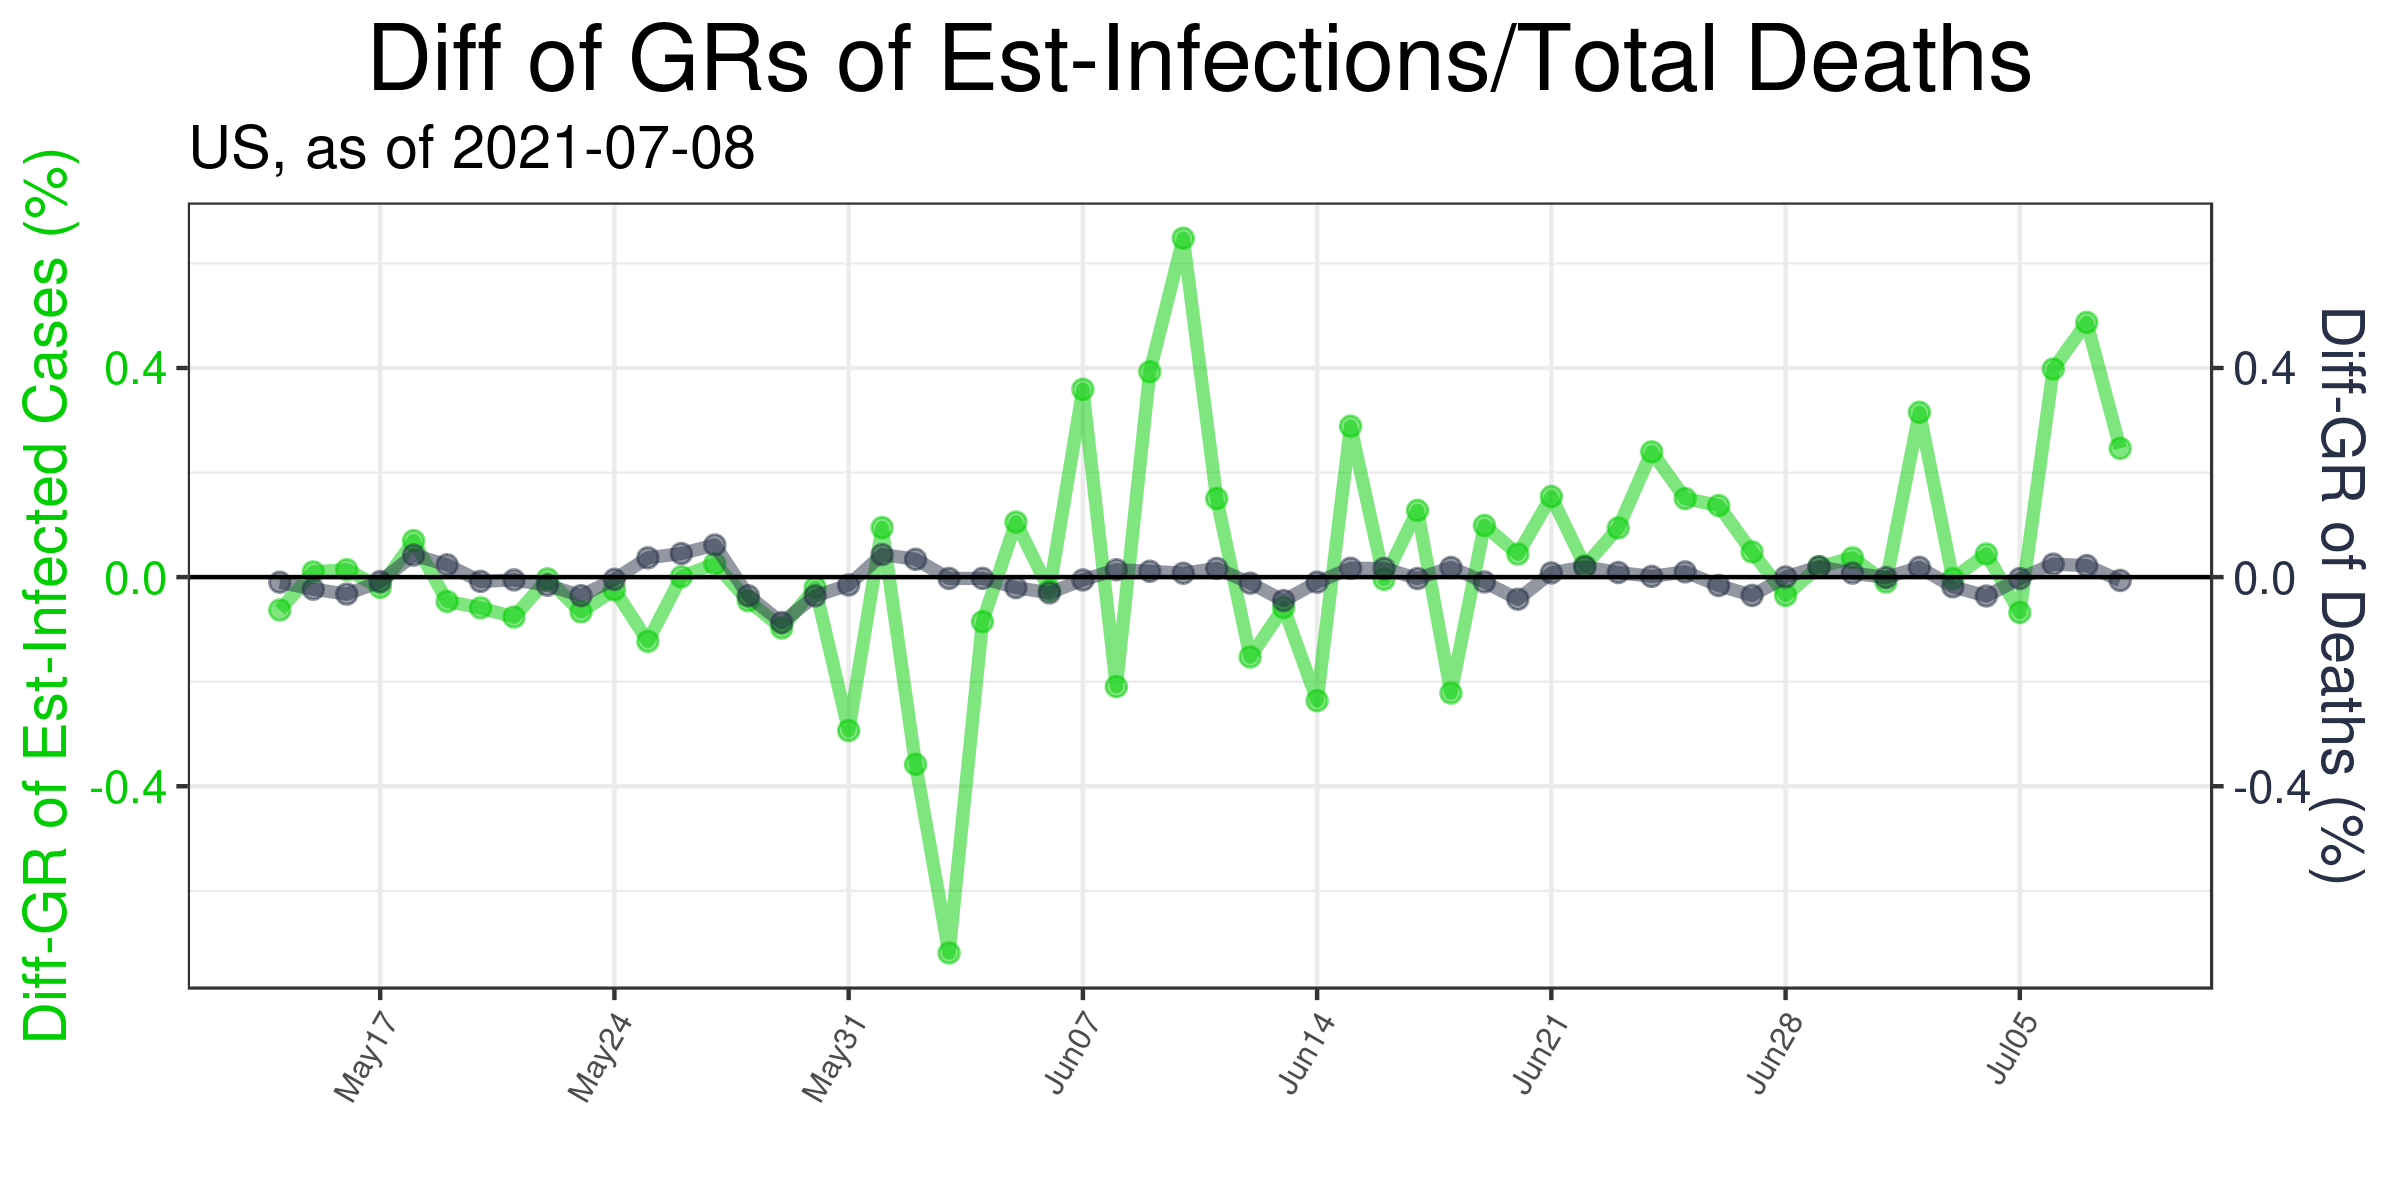 Diff of GRs of Est-Infections/Total Deaths
US, as of 2021-07-08
Diff-GR of Est-Infected Cases (%)
0.4
0.0
-0.4
0.4
0.0
-0.4
Diff-GR of Deaths (%)
May17
May24
May31
Jun07
Jun14
Jun21
Jun28
Jul05